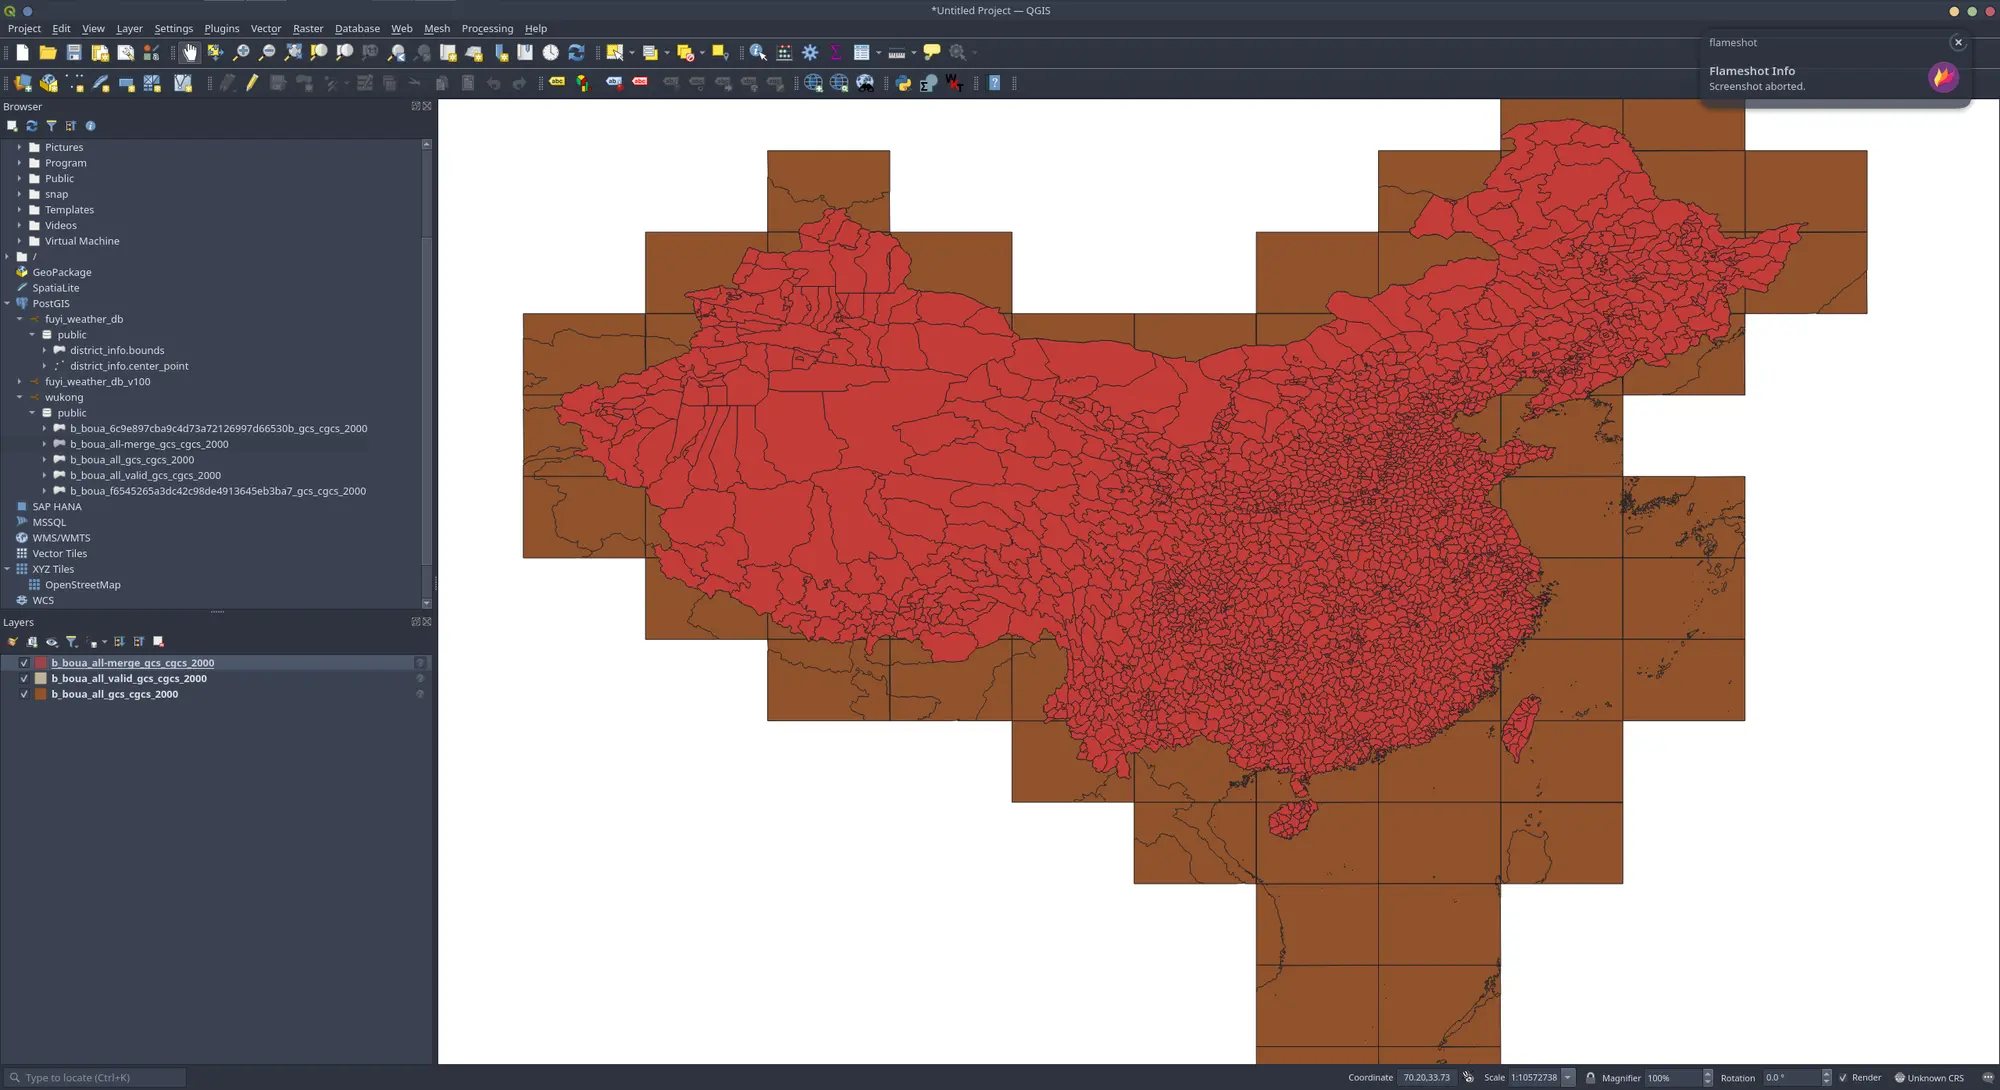 *Untitled Project — QGIS
Project Edit View Layer Settings Plugins Vector Raster Database Web Mesh Processing Help
flameshot
Flameshot Info
Screenshot aborted.
Browser
Pictures
Program
Public
snap
Templates
Videos
Virtual Machine
/
GeoPackage
SpatiaLite
PostGIS
fuyi_weather_db
public
district_info.bounds
district_info.center_point
fuyi_weather_db_v100
wukong
public
b_boua_6c9e897cba9c4d73a72126997d66530b_gcs_cgcs_2000
b_boua_all-merge_gcs_cgcs_2000
b_boua_all_gcs_cgcs_2000
b_boua_all_valid_gcs_cgcs_2000
b_boua_f6545265a3dc42c98de4913645eb3ba7_gcs_cgcs_2000
SAP HANA
MSSQL
WMS/WMTS
Vector Tiles
XYZ Tiles
OpenStreetMap
WCS
Layers
b_boua_all-merge_gcs_cgcs_2000
b_boua_all_valid_gcs_cgcs_2000
b_boua_all_gcs_cgcs_2000
Type to locate (Ctrl+K)
Coordinate 70.20,33.73 Scale 1:10572738 Magnifier 100% Rotation 0.0 ° Render Unknown CRS